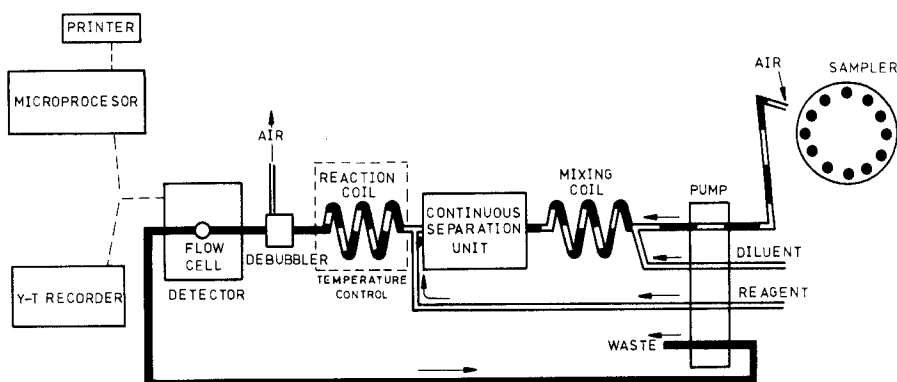 PRINTER
MICROPROCESOR
AIR
SAMPLER
AIR
REACTION
COIL
MIXING
COIL
PUMP
CONTINUOUS
SEPARATION
UNIT
FLOW
CELL
DEBUBBLER
DILUENT
TEMPERATURE
CONTROL
DETECTOR
REAGENT
Y-T RECORDER
WASTE